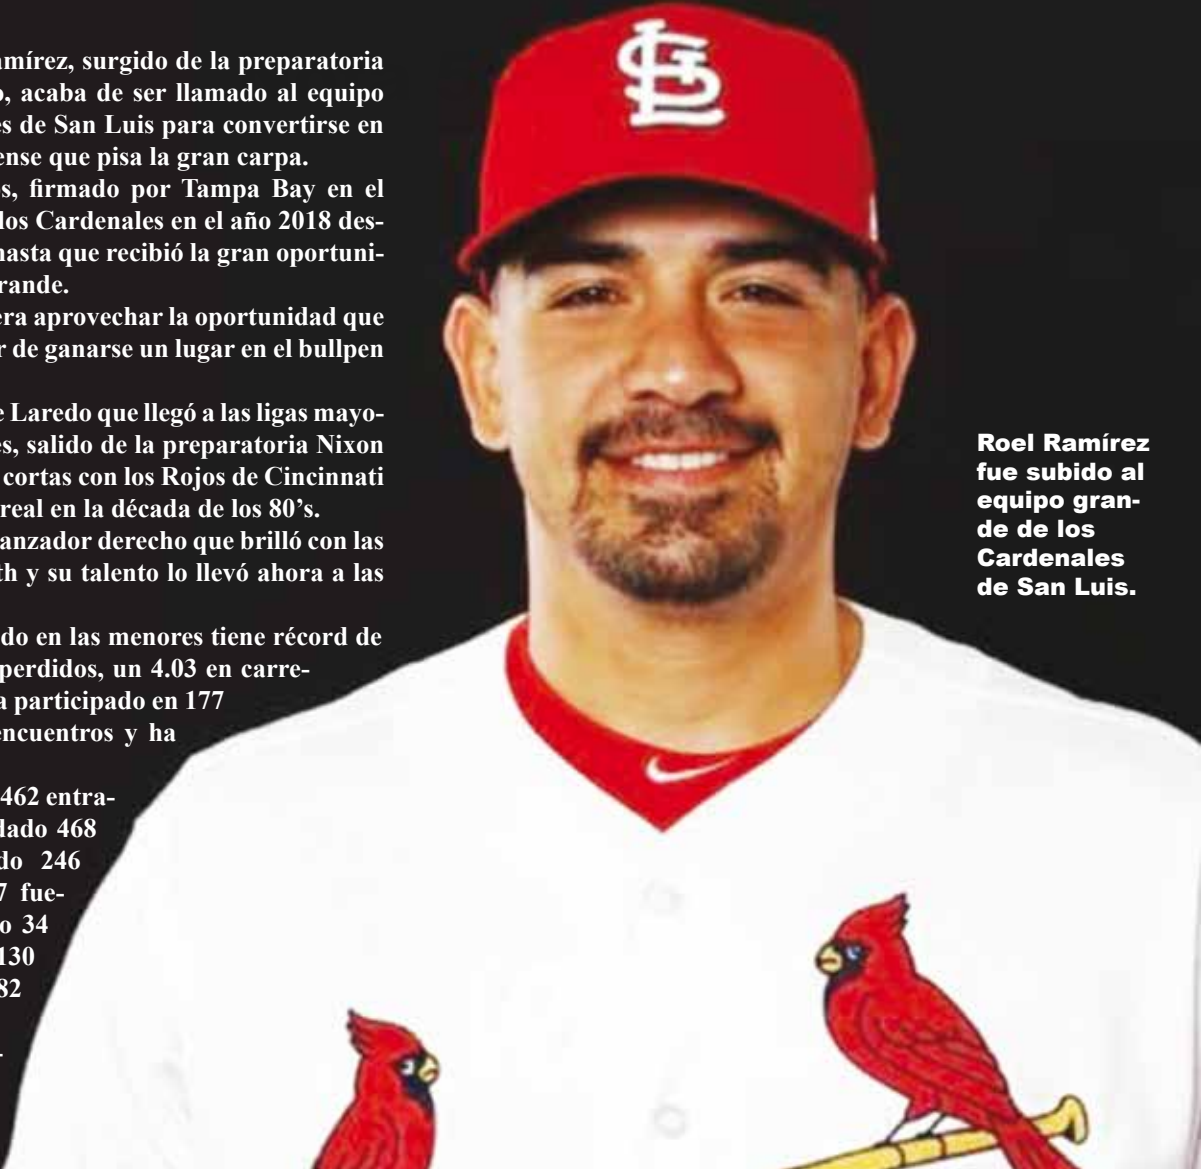 mírez, surgido de la preparatoria
, acaba de ser llamado al equipo
es de San Luis para convertirse en
ense que pisa la gran carpa.
s, firmado por Tampa Bay en el
los Cardenales en el año 2018 des-
hasta que recibió la gran oportuni-
rande.
era aprovechar la oportunidad que
r de ganarse un lugar en el bullpen
e Laredo que llegó a las ligas mayo-
es, salido de la preparatoria Nixon
cortas con los Rojos de Cincinnati
real en la década de los 80’s.
anzador derecho que brilló con las
th y su talento lo llevó ahora a las
do en las menores tiene récord de
perdidos, un 4.03 en carre-
a participado en 177
encuentros y ha
462 entra-
dado 468
do 246
7 fue-
o 34
130
82
-
Roel Ramírez
fue subido al
equipo gran-
de de los
Cardenales
de San Luis.
STL